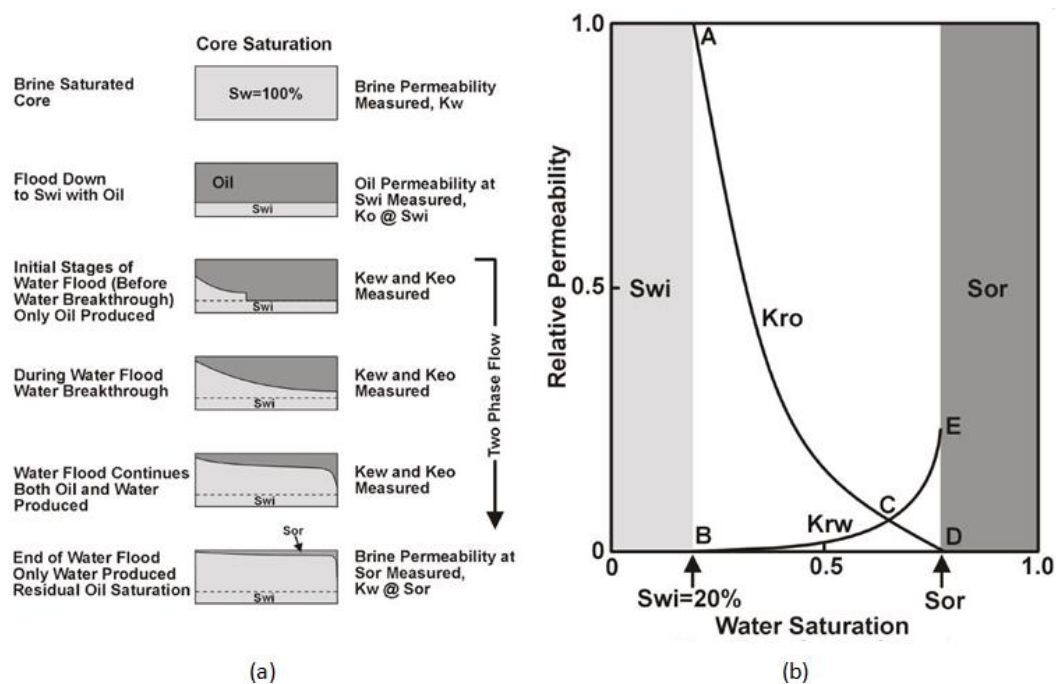 Core Saturation
Brine Saturated
Core
Sw=100%
Brine Permeability
Measured, Kw
Flood Down
to Swi with Oil
Oil
Swi
Oil Permeability at
Swi Measured,
Ko @ Swi
Initial Stages of
Water Flood (Before
Water Breakthrough)
Only Oil Produced
Swi
Kew and Keo
Measured
During Water Flood
Water Breakthrough
Swi
Kew and Keo
Measured
Water Flood Continues
Both Oil and Water
Produced
Swi
Kew and Keo
Measured
Two Phase Flow
End of Water Flood
Only Water Produced
Residual Oil Saturation
Sor
Swi
Brine Permeability at
Sor Measured,
Kw @ Sor
(a)
1.0
0.5
0
Relative Permeability
A
Swi
Sor
Kro
E
C
Krw
B
D
0
0.5
1.0
Swi=20%
Sor
Water Saturation
(b)